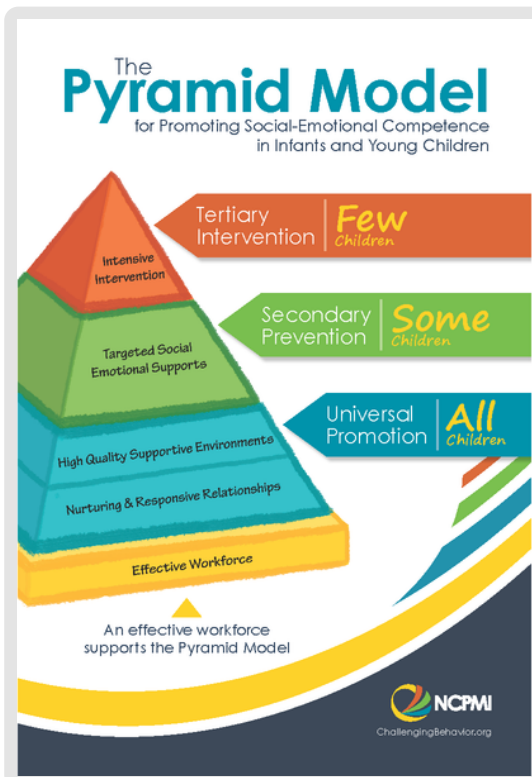 The
Pyramid Model
for Promoting Social-Emotional Competence
in Infants and Young Children
Tertiary
Intervention
Few
Children
Intensive
Intervention
Secondary
Prevention
Some
Children
Targeted Social
Emotional Supports
Universal
Promotion
All
Children
High Quality Supportive Environments
Nurturing & Responsive Relationships
Effective Workforce
An effective workforce
supports the Pyramid Model
NCPMI
ChallengingBehavior.org